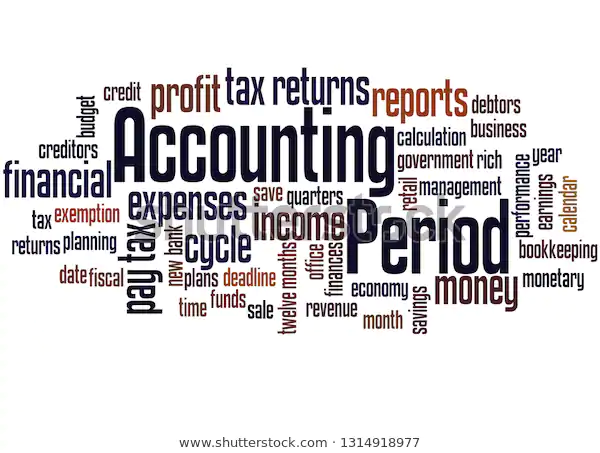 credit
profit
tax returns
reports
debtors
budget
Accounting
calculation
business
creditors
government
rich
year
financial
expenses
save
quarters
retail
management
performance
earnings
calendar
tax
exemption
Income
Period
returns
planning
pay tax
new bank
cycle
twelve months
office
finances
bookkeeping
date
fiscal
plans
deadline
economy
money
monetary
time
funds
sale
revenue
month
savings
shutterstock
www.shutterstock.com · 1314918977